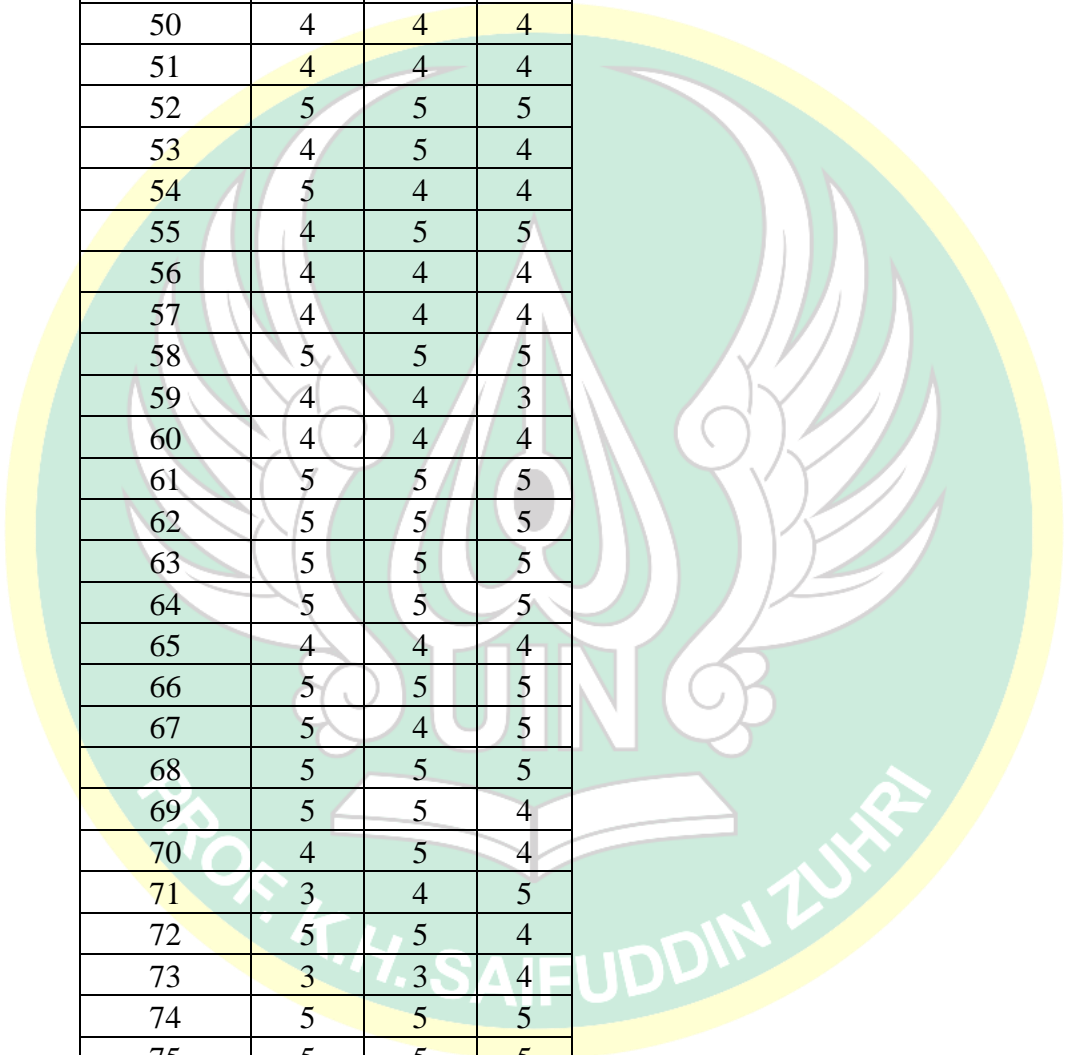 50 4 4 4
51 4 4 4
52 5 5 5
53 4 5 4
54 5 4 4
55 4 5 5
56 4 4 4
57 4 4 4
58 5 5 5
59 4 4 3
60 4 4 4
61 5 5 5
62 5 5 5
63 5 5 5
64 5 5 5
65 4 4 4
66 5 5 5
67 5 4 5
68 5 5 5
69 5 5 4
70 4 5 4
71 3 4 5
72 5 5 4
73 3 3 4
74 5 5 5
75 5 5 5
UIN
PROF. K.H. SAIFUDDIN ZUHRI